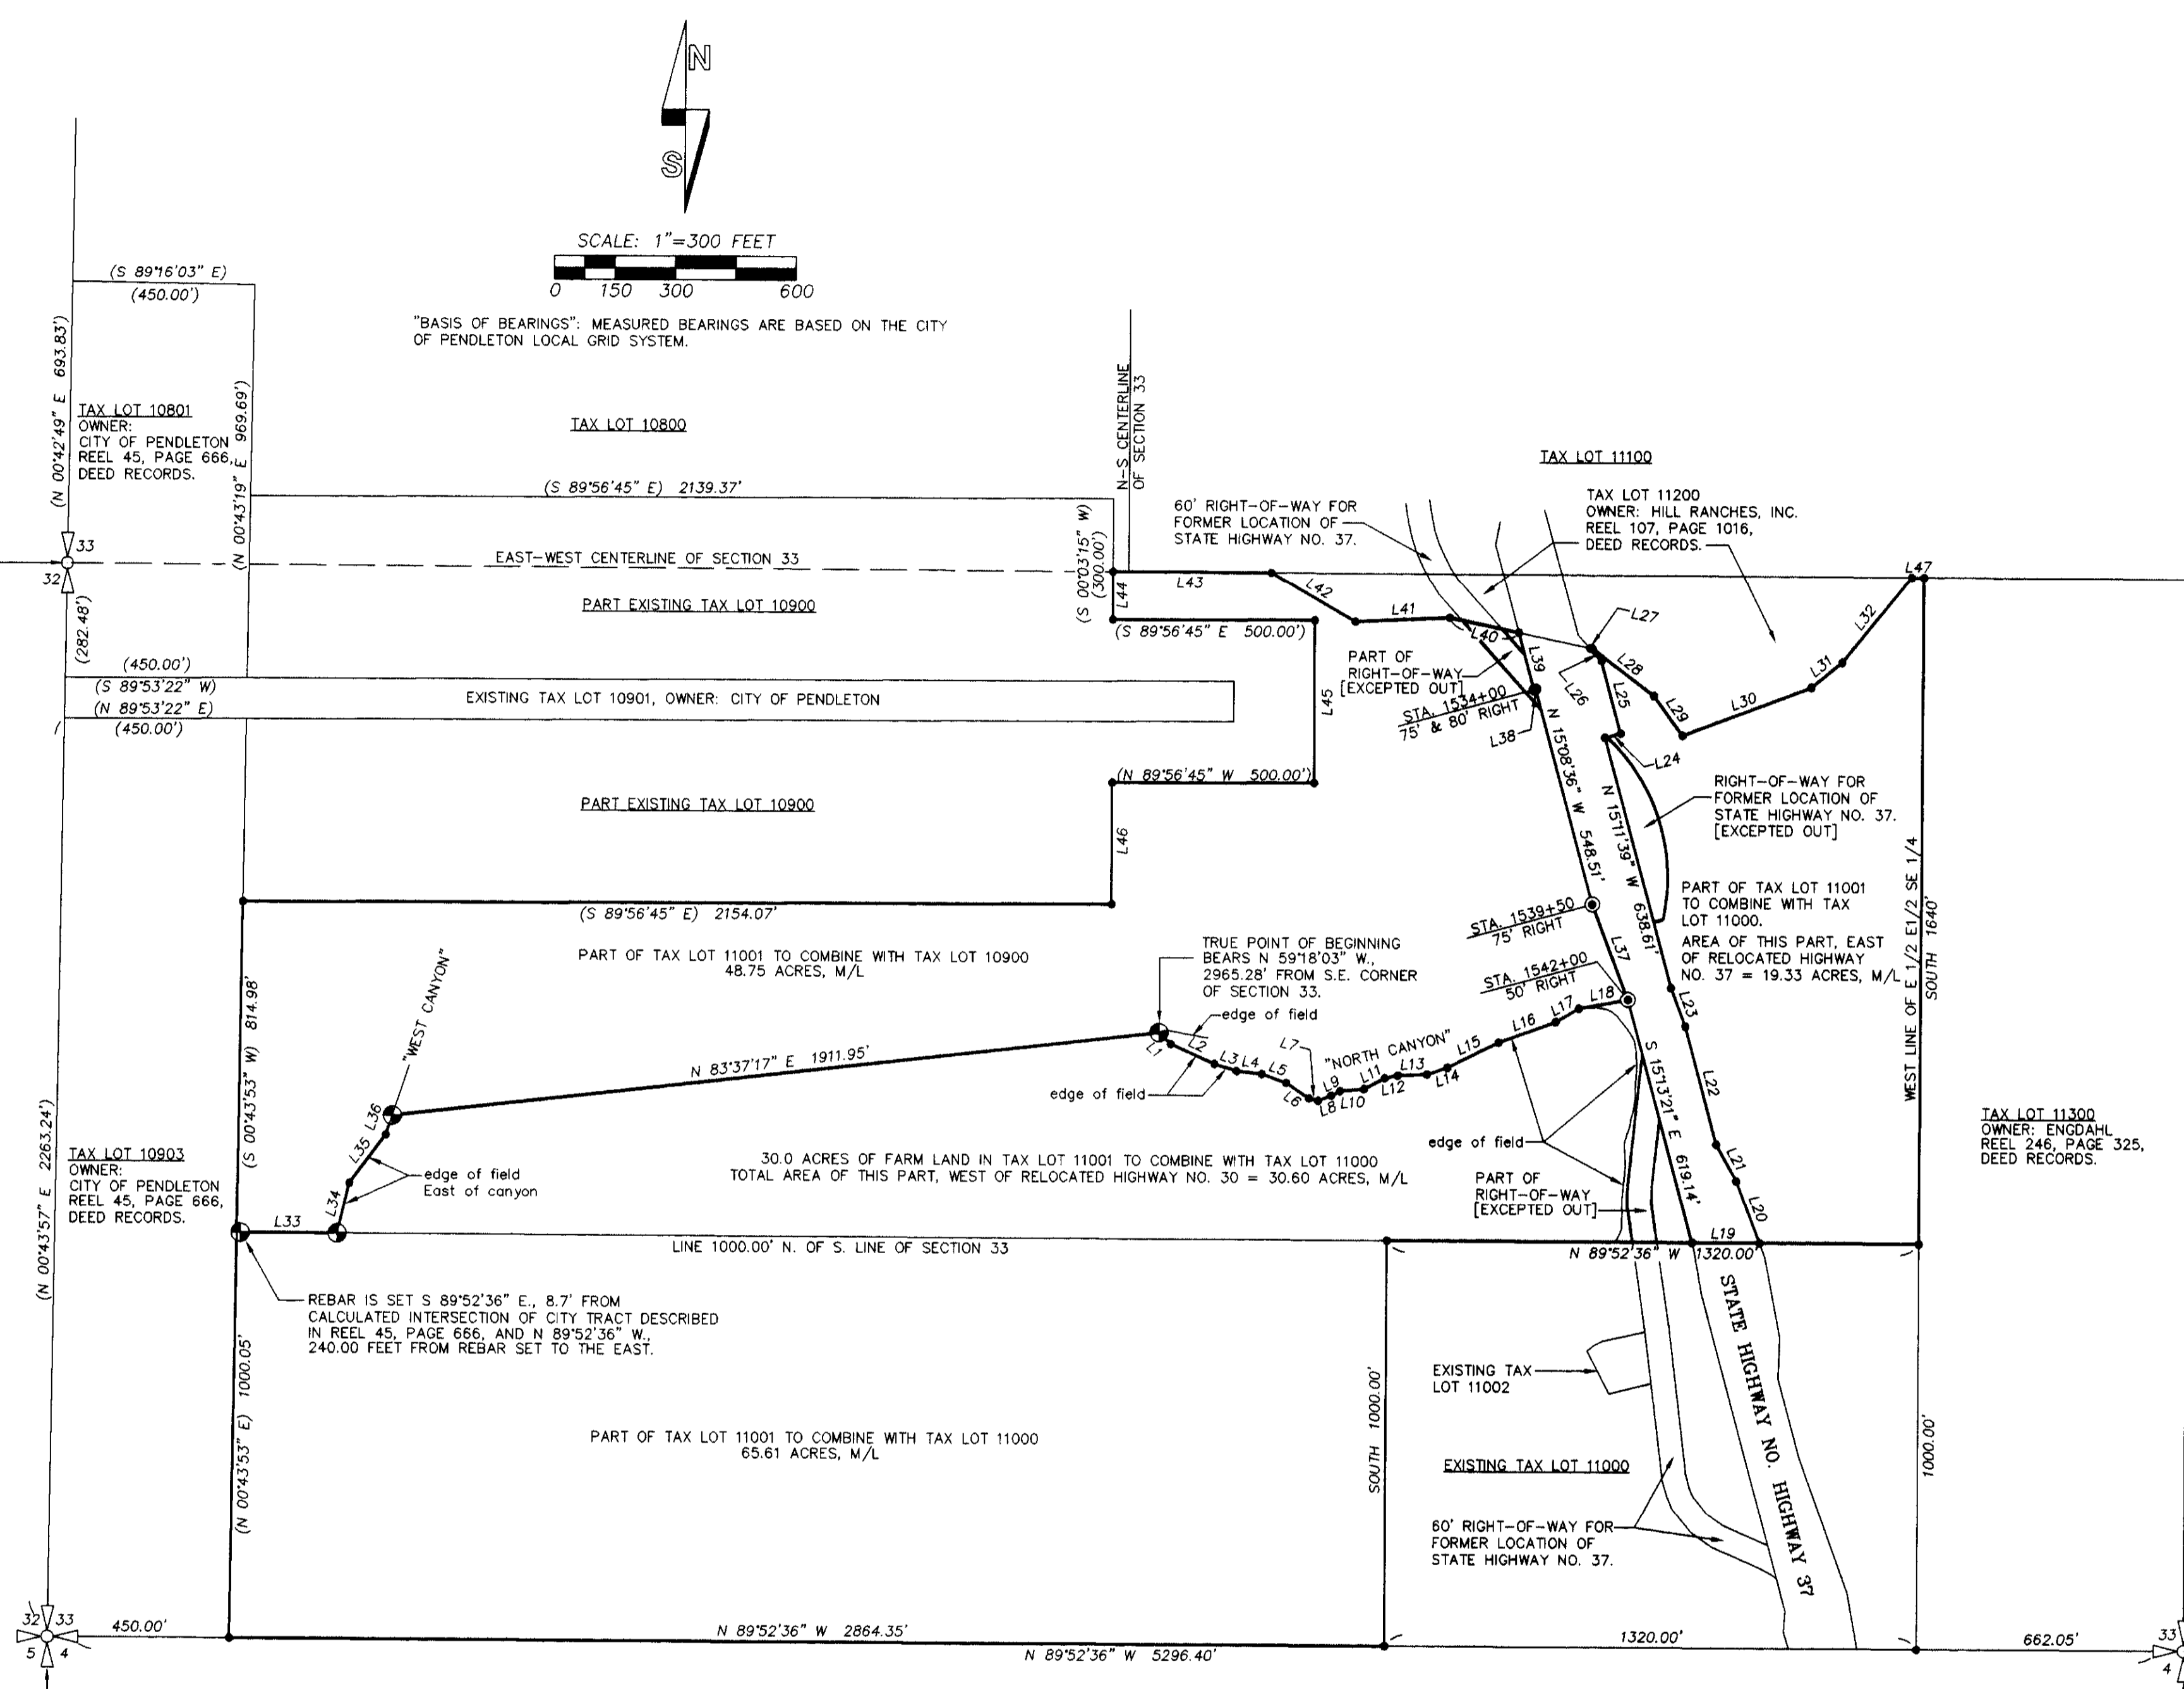 N
S
SCALE: 1"=300 FEET
0 150 300 600
"BASIS OF BEARINGS": MEASURED BEARINGS ARE BASED ON THE CITY
OF PENDLETON LOCAL GRID SYSTEM.
(S 89°16'03" E)
(450.00')
(N 00°42'49" E 693.83')
TAX LOT 10801
OWNER:
CITY OF PENDLETON
REEL 45, PAGE 666,
DEED RECORDS.
(N 00°43'19" E 969.69')
TAX LOT 10800
(S 89°56'45" E) 2139.37'
N-S CENTERLINE
OF SECTION 33
(S 00°03'15" W)
(300.00')
33
32
EAST-WEST CENTERLINE OF SECTION 33
PART EXISTING TAX LOT 10900
(282.48')
(450.00')
(S 89°53'22" W)
(N 89°53'22" E)
(450.00')
EXISTING TAX LOT 10901, OWNER: CITY OF PENDLETON
L44
L43
L42
L41
L40
(S 89°56'45" E 500.00')
L45
(N 89°56'45" W 500.00')
PART EXISTING TAX LOT 10900
L46
(S 89°56'45" E) 2154.07'
60' RIGHT-OF-WAY FOR
FORMER LOCATION OF
STATE HIGHWAY NO. 37.
TAX LOT 11100
TAX LOT 11200
OWNER: HILL RANCHES, INC.
REEL 107, PAGE 1016,
DEED RECORDS.
L47
L27
L28
L26
L25
L29
L30
L31
L32
L24
L39
PART OF
RIGHT-OF-WAY
[EXCEPTED OUT]
STA. 1534+00
75' & 80' RIGHT
L38
N 15°08'36" W 548.51'
N 15°11'39" W 638.61'
RIGHT-OF-WAY FOR
FORMER LOCATION OF
STATE HIGHWAY NO. 37.
[EXCEPTED OUT]
WEST LINE OF E 1/2 E1/2 SE 1/4
SOUTH 1640'
PART OF TAX LOT 11001
TO COMBINE WITH TAX
LOT 11000.
AREA OF THIS PART, EAST
OF RELOCATED HIGHWAY
NO. 37 = 19.33 ACRES, M/L
STA. 1539+50
75' RIGHT
L37
STA. 1542+00
50' RIGHT
PART OF TAX LOT 11001 TO COMBINE WITH TAX LOT 10900
48.75 ACRES, M/L
TRUE POINT OF BEGINNING
BEARS N 59°18'03" W.,
2965.28' FROM S.E. CORNER
OF SECTION 33.
edge of field
(S 00°43'53" W) 814.98'
"WEST CANYON"
N 83°37'17" E 1911.95'
L1
L2
L3
L4
L5
L6
L7
L8
L9
L10
L11
L12
L13
L14
L15
L16
L17
L18
"NORTH CANYON"
edge of field
L23
L22
L21
L20
L19
S 15°13'21" E 619.14'
edge of field
L36
L35
L34
L33
edge of field
East of canyon
30.0 ACRES OF FARM LAND IN TAX LOT 11001 TO COMBINE WITH TAX LOT 11000
TOTAL AREA OF THIS PART, WEST OF RELOCATED HIGHWAY NO. 30 = 30.60 ACRES, M/L
PART OF
RIGHT-OF-WAY
[EXCEPTED OUT]
TAX LOT 11300
OWNER: ENGDAHL
REEL 246, PAGE 325,
DEED RECORDS.
(N 00°43'57" E 2263.24')
TAX LOT 10903
OWNER:
CITY OF PENDLETON
REEL 45, PAGE 666,
DEED RECORDS.
LINE 1000.00' N. OF S. LINE OF SECTION 33
N 89°52'36" W 1320.00'
REBAR IS SET S 89°52'36" E., 8.7' FROM
CALCULATED INTERSECTION OF CITY TRACT DESCRIBED
IN REEL 45, PAGE 666, AND N 89°52'36" W.,
240.00 FEET FROM REBAR SET TO THE EAST.
(N 00°43'53" E) 1000.05'
PART OF TAX LOT 11001 TO COMBINE WITH TAX LOT 11000
65.61 ACRES, M/L
SOUTH 1000.00'
EXISTING TAX
LOT 11002
EXISTING TAX LOT 11000
60' RIGHT-OF-WAY FOR
FORMER LOCATION OF
STATE HIGHWAY NO. 37.
STATE HIGHWAY NO. HIGHWAY 37
1000.00'
32 33
5 4
450.00'
N 89°52'36" W 2864.35'
N 89°52'36" W 5296.40'
1320.00'
662.05'
33
4